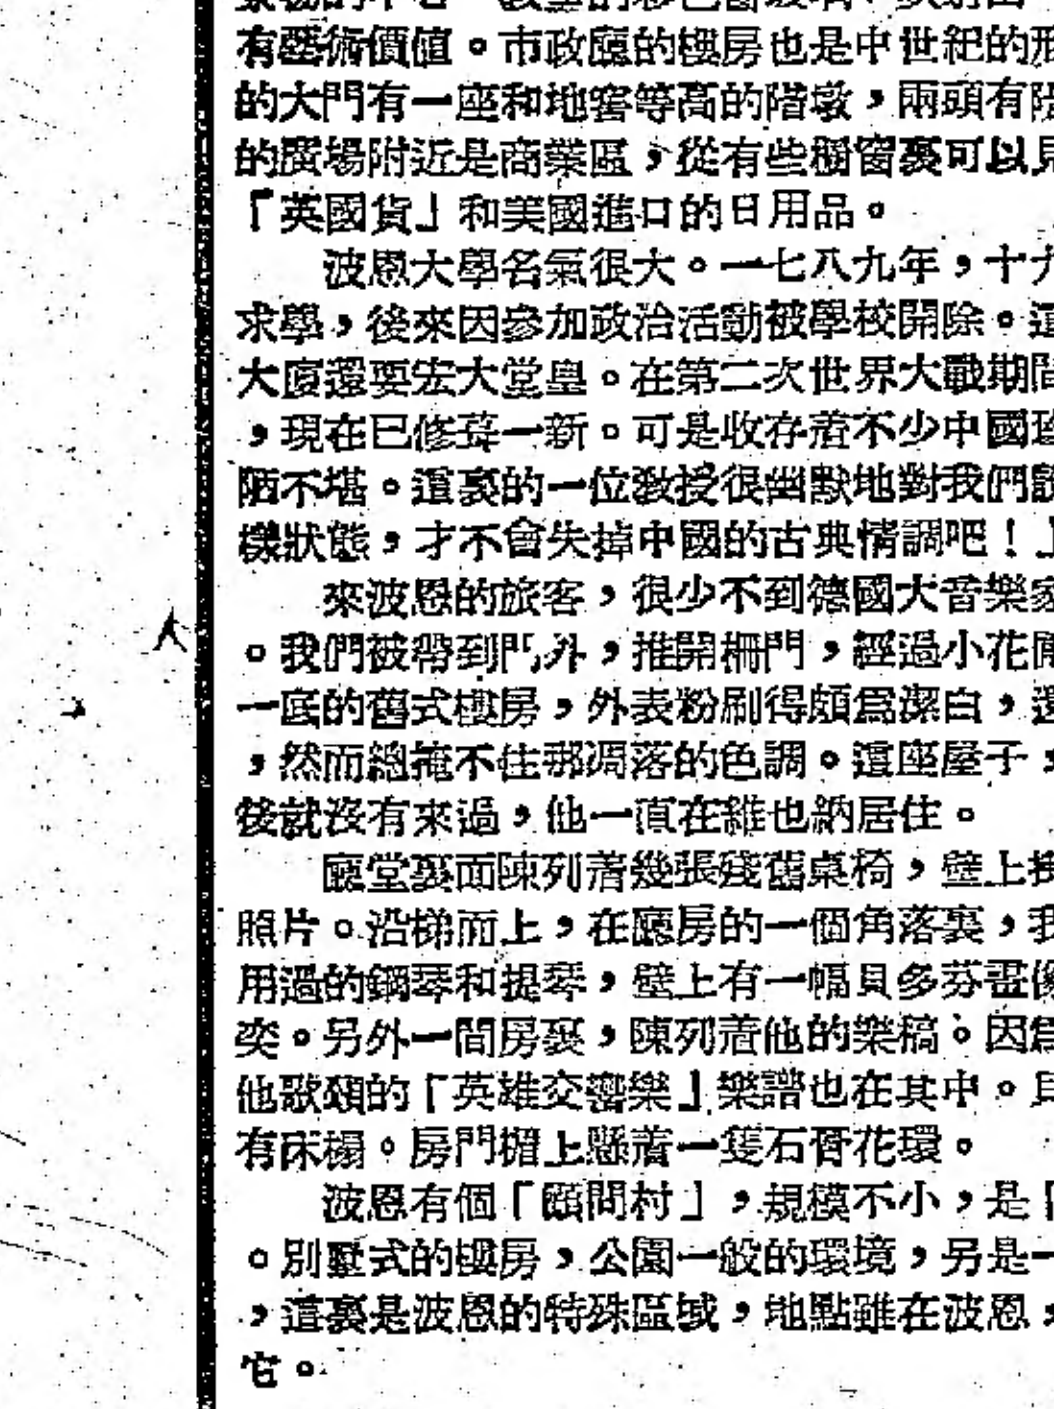 有藝術價值。市政廳的樓房也是中世紀的形
的大門有一座和地窖等高的階墩,兩頭有階
的廣場附近是商業區,從有些櫥窗裏可以見
「英國貨」和美國進口的日用品。
波恩大學名氣很大。一七八九年,十九
求學,後來因參加政治活動被學校開除。這
大廈還要宏大堂皇。在第二次世界大戰期間
,現在已修葺一新。可是收存着不少中國珍
陋不堪。這裏的一位教授很幽默地對我們說
樣狀態,才不會失掉中國的古典情調吧!」
來波恩的旅客,很少不到德國大音樂家
。我們被帶到門外,推開柵門,經過小花園
一底的舊式樓房,外表粉刷得頗爲潔白,還
,然而總掩不住那凋落的色調。這座屋子,
後就沒有來過,他一直在維也納居住。
廳堂裏面陳列着幾張殘舊桌椅,壁上掛
照片。沿梯而上,在廳房的一個角落裏,我
用過的鋼琴和提琴,壁上有一幅貝多芬畫像
奕。另外一間房裏,陳列着他的樂稿。因爲
他歌頌的「英雄交響樂」樂譜也在其中。貝
有床榻。房門楣上懸着一隻石膏花環。
波恩有個「顧問村」,規模不小,是「
。別墅式的樓房,公園一般的環境,另是一
,這裏是波恩的特殊區域,地點雖在波恩,
它。